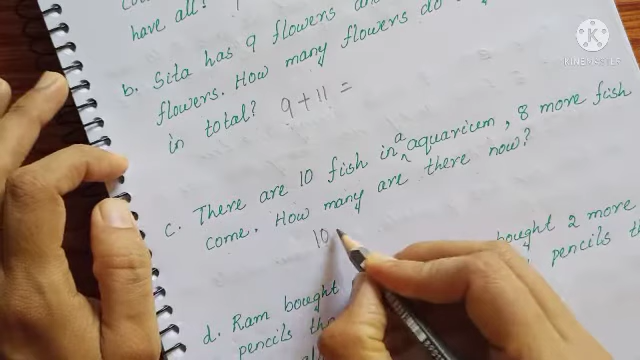 have all?
KINEMASTER
b. Sita has 9 flowers
flowers. How many flowers do
in total? 9 + 11 =
c. There are 10 fish in a aquaricem, 8 more fish
come. How many are there now?
10
bought 2 more
d. Ram bought
pencils
pencils